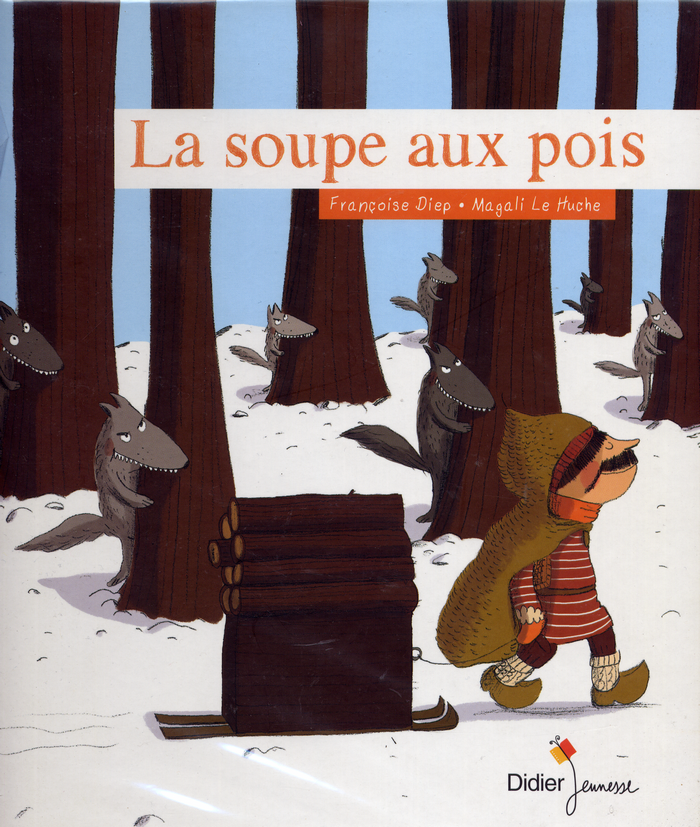 La soupe aux pois
Françoise Diep • Magali Le Huche
Didier Jeunesse